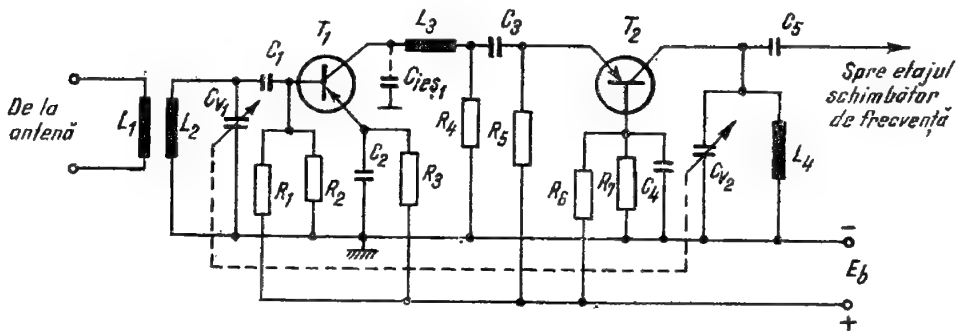 De la
antenă
L1
L2
CV1
C1
T1
Cieș1
L3
R1
R2
C2
R3
R4
C3
R5
T2
R6
R7
C4
CV2
L4
C5
Spre etajul
schimbător
de frecvență
−
Eb
+